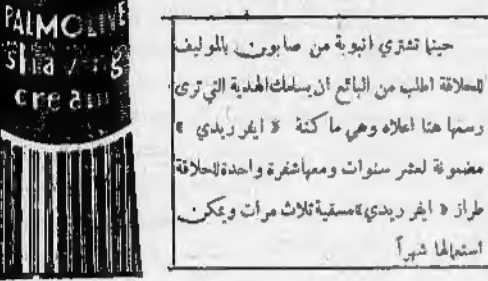 PALMOLIVE
Shaving
cream
حينما تشتري انبوبة من صابون بالموليف
للحلاقة اطلب من البائع ان يسلمك الهدية التي ترى
رسمها هنا اعلاه وهي ماكنة « ايفر ريدي »
مضمونة لعشر سنوات ومعها شفرة واحدة للحلاقة
طراز « ايفر ريدي » مسقية ثلاث مرات ويمكن
استعمالها شهراً